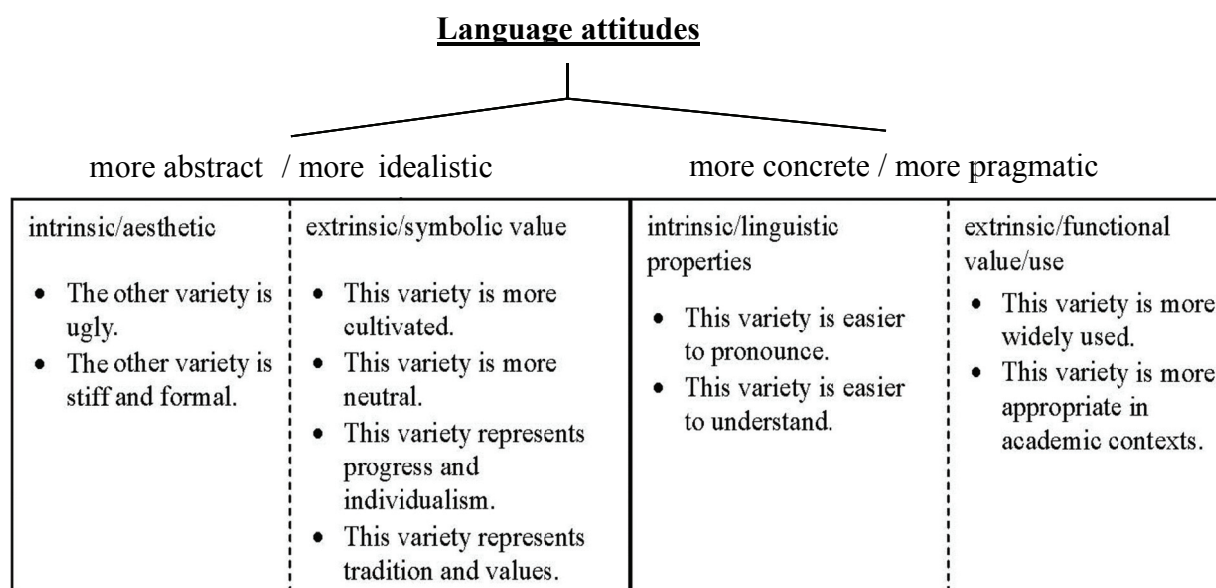 Language attitudes
more abstract / more idealistic
more concrete / more pragmatic
intrinsic/aesthetic
• The other variety is
ugly.
• The other variety is
stiff and formal.
extrinsic/symbolic value
• This variety is more
cultivated.
• This variety is more
neutral.
• This variety represents
progress and
individualism.
• This variety represents
tradition and values.
intrinsic/linguistic
properties
• This variety is easier
to pronounce.
• This variety is easier
to understand.
extrinsic/functional
value/use
• This variety is more
widely used.
• This variety is more
appropriate in
academic contexts.